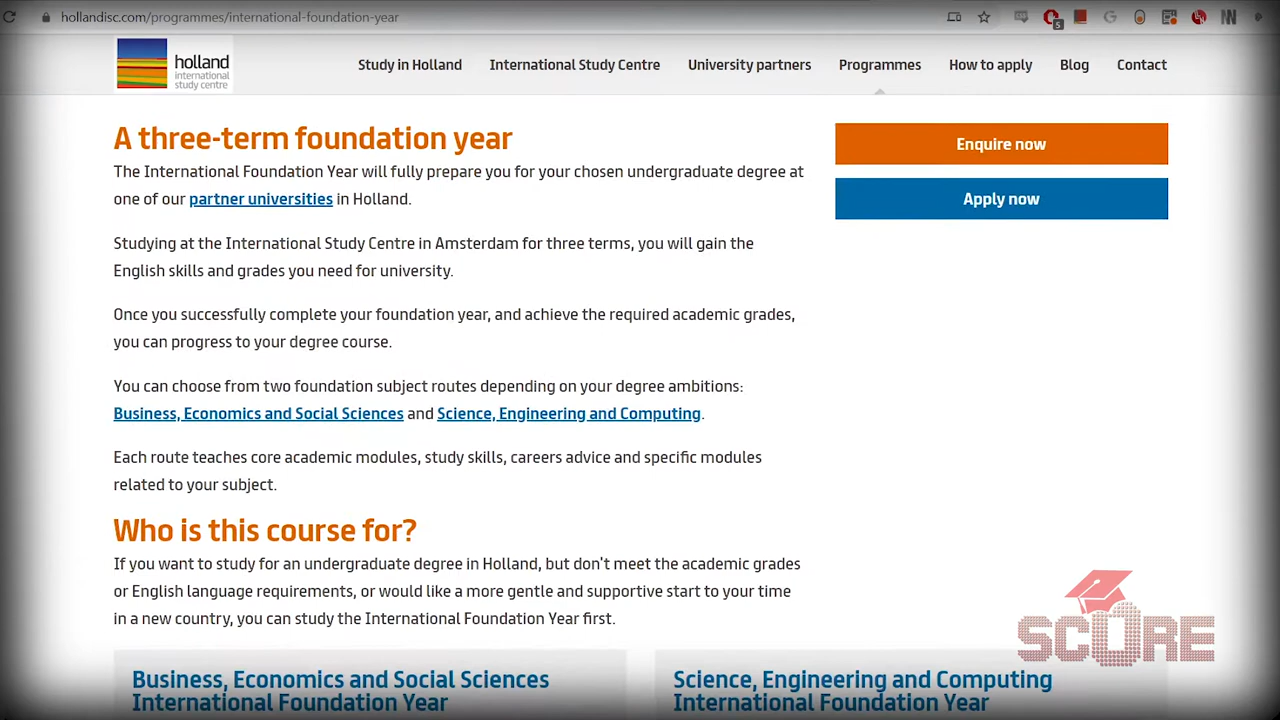 hollandisc.com/programmes/international-foundation-year
5
holland
international
study centre
Study in Holland
International Study Centre
University partners
Programmes
How to apply
Blog
Contact
A three-term foundation year
Enquire now
The International Foundation Year will fully prepare you for your chosen undergraduate degree at
one of our partner universities in Holland.
Apply now
Studying at the International Study Centre in Amsterdam for three terms, you will gain the
English skills and grades you need for university.
Once you successfully complete your foundation year, and achieve the required academic grades,
you can progress to your degree course.
You can choose from two foundation subject routes depending on your degree ambitions:
Business, Economics and Social Sciences and Science, Engineering and Computing.
Each route teaches core academic modules, study skills, careers advice and specific modules
related to your subject.
Who is this course for?
If you want to study for an undergraduate degree in Holland, but don't meet the academic grades
or English language requirements, or would like a more gentle and supportive start to your time
in a new country, you can study the International Foundation Year first.
SCORE
Business, Economics and Social Sciences
International Foundation Year
Science, Engineering and Computing
International Foundation Year